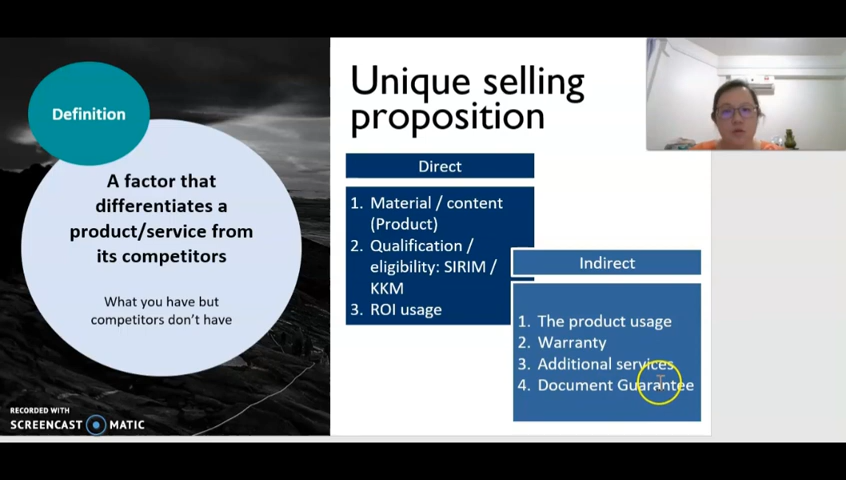 Definition
A factor that
differentiates a
product/service from
its competitors
What you have but
competitors don't have
RECORDED WITH
SCREENCAST MATIC
Unique selling
proposition
Direct
1. Material / content
(Product)
2. Qualification /
eligibility: SIRIM /
KKM
3. ROI usage
Indirect
1. The product usage
2. Warranty
3. Additional services
4. Document Guarantee